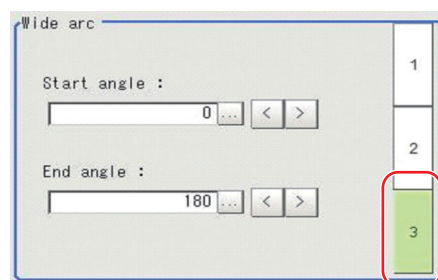 Wide arc
1
Start angle :
0 ... < >
2
End angle :
180 ... < >
3